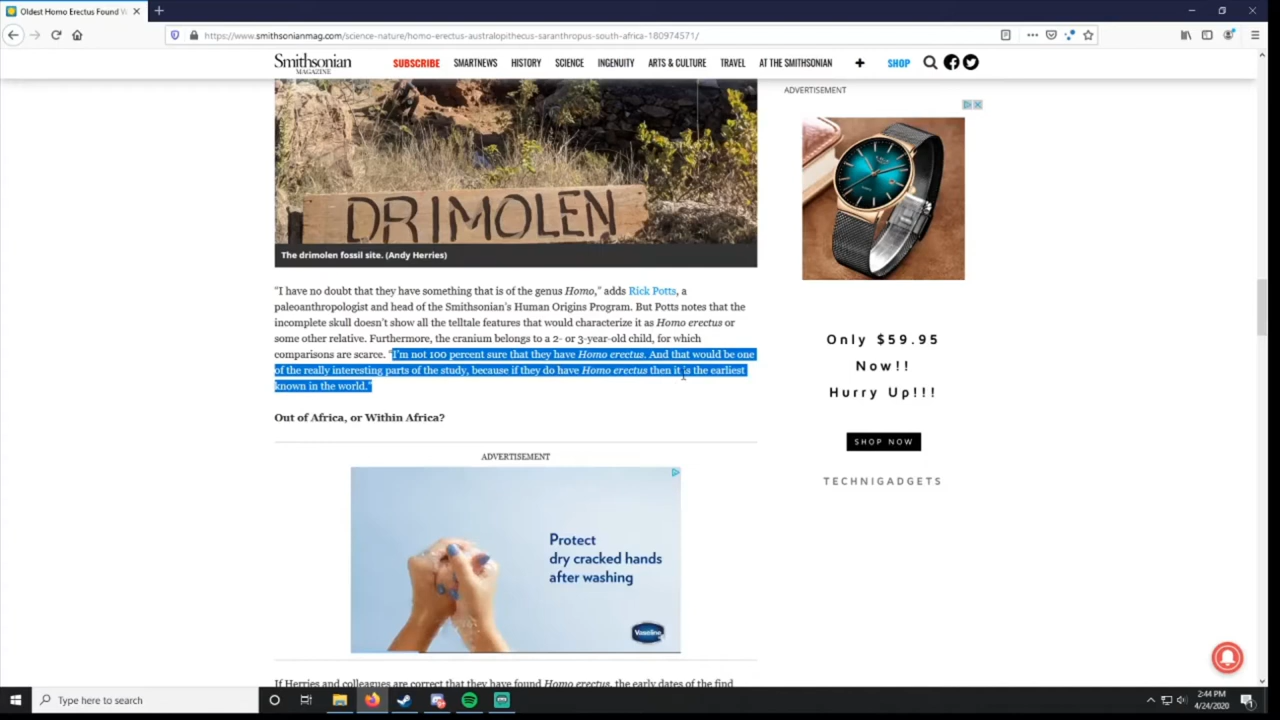 Oldest Homo Erectus Found
https://www.smithsonianmag.com/science-nature/homo-erectus-australopithecus-saranthropus-south-africa-180974571/
Smithsonian
MAGAZINE
SUBSCRIBE SMARTNEWS HISTORY SCIENCE INGENUITY ARTS & CULTURE TRAVEL AT THE SMITHSONIAN + SHOP
ADVERTISEMENT
DRIMOLEN
The drimolen fossil site. (Andy Herries)
"I have no doubt that they have something that is of the genus Homo," adds Rick Potts, a
paleoanthropologist and head of the Smithsonian's Human Origins Program. But Potts notes that the
incomplete skull doesn't show all the telltale features that would characterize it as Homo erectus or
some other relative. Furthermore, the cranium belongs to a 2- or 3-year-old child, for which
comparisons are scarce. "I'm not 100 percent sure that they have Homo erectus. And that would be one
of the really interesting parts of the study, because if they do have Homo erectus then it is the earliest
known in the world."
Only $59.95
Now!!
Hurry Up!!!
SHOP NOW
TECHNIGADGETS
Out of Africa, or Within Africa?
ADVERTISEMENT
Protect
dry cracked hands
after washing
Vaseline
If Herries and colleagues are correct that they have found Homo erectus, the early dates of the find
Type here to search
2:44 PM
4/24/2020